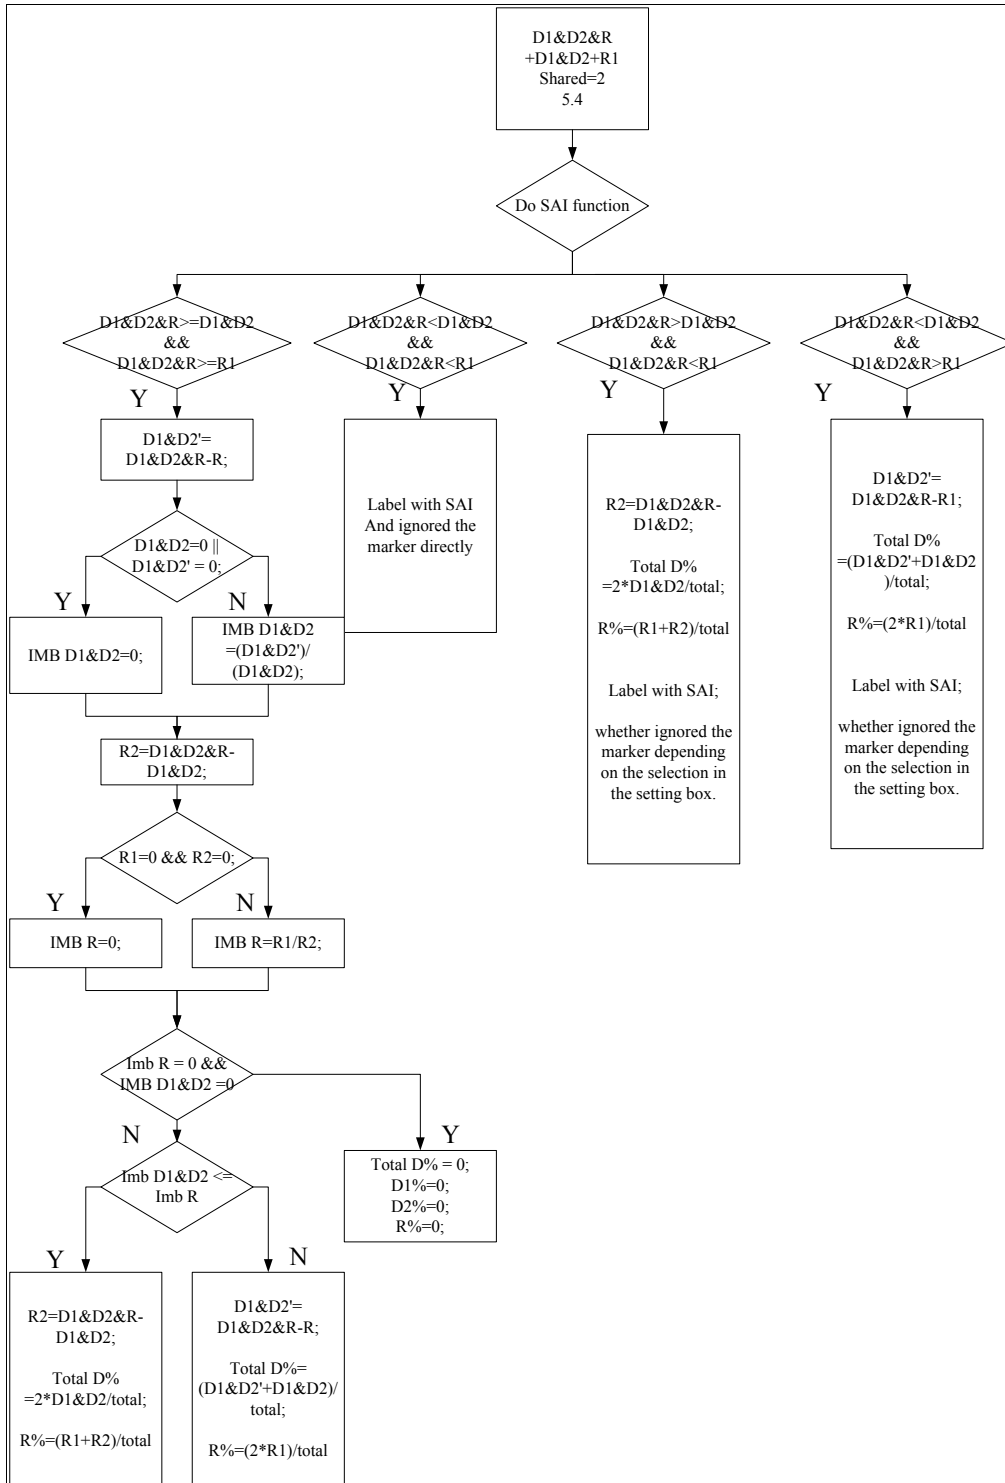 D1&D2&R
+D1&D2+R1
Shared=2
5.4
Do SAI function
D1&D2&R>=D1&D2
&&
D1&D2&R>=R1
D1&D2&R<D1&D2
&&
D1&D2&R<R1
D1&D2&R>D1&D2
&&
D1&D2&R<R1
D1&D2&R<D1&D2
&&
D1&D2&R>R1
Y
Y
Y
Y
D1&D2'=
D1&D2&R-R;
Label with SAI
And ignored the
marker directly
R2=D1&D2&R-
D1&D2;
Total D%
=2*D1&D2/total;
R%=(R1+R2)/total
Label with SAI;
whether ignored the
marker depending
on the selection in
the setting box.
D1&D2'=
D1&D2&R-R1;
Total D%
=(D1&D2'+D1&D2
)/total;
R%=(2*R1)/total
Label with SAI;
whether ignored the
marker depending
on the selection in
the setting box.
D1&D2=0 ||
D1&D2' = 0;
Y
N
IMB D1&D2=0;
IMB D1&D2
=(D1&D2')/
(D1&D2);
R2=D1&D2&R-
D1&D2;
R1=0 && R2=0;
Y
N
IMB R=0;
IMB R=R1/R2;
Imb R = 0 &&
IMB D1&D2 =0
N
Y
Total D% = 0;
D1%=0;
D2%=0;
R%=0;
Imb D1&D2 <=
Imb R
Y
N
R2=D1&D2&R-
D1&D2;
Total D%
=2*D1&D2/total;
R%=(R1+R2)/total
D1&D2'=
D1&D2&R-R;
Total D%=
(D1&D2'+D1&D2)/
total;
R%=(2*R1)/total